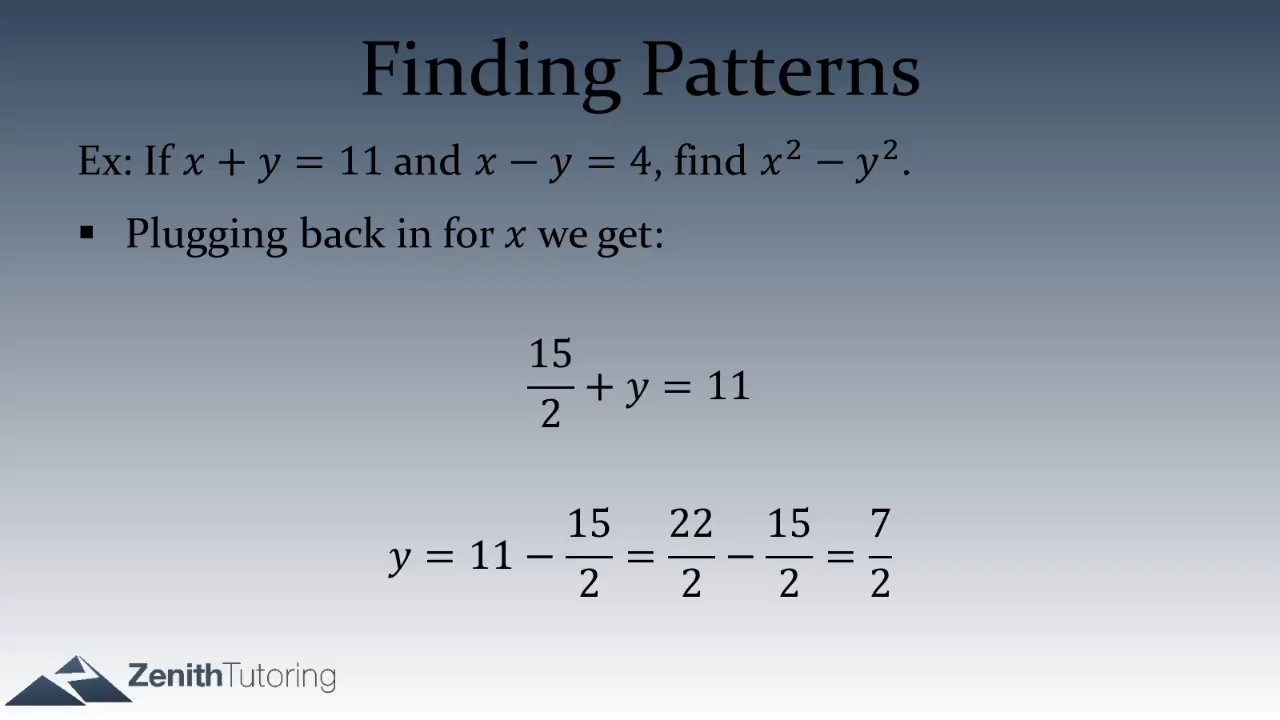 Finding Patterns
Ex: If x + y = 11 and x − y = 4, find x² − y².
▪ Plugging back in for x we get:
15/2 + y = 11
y = 11 − 15/2 = 22/2 − 15/2 = 7/2
ZenithTutoring